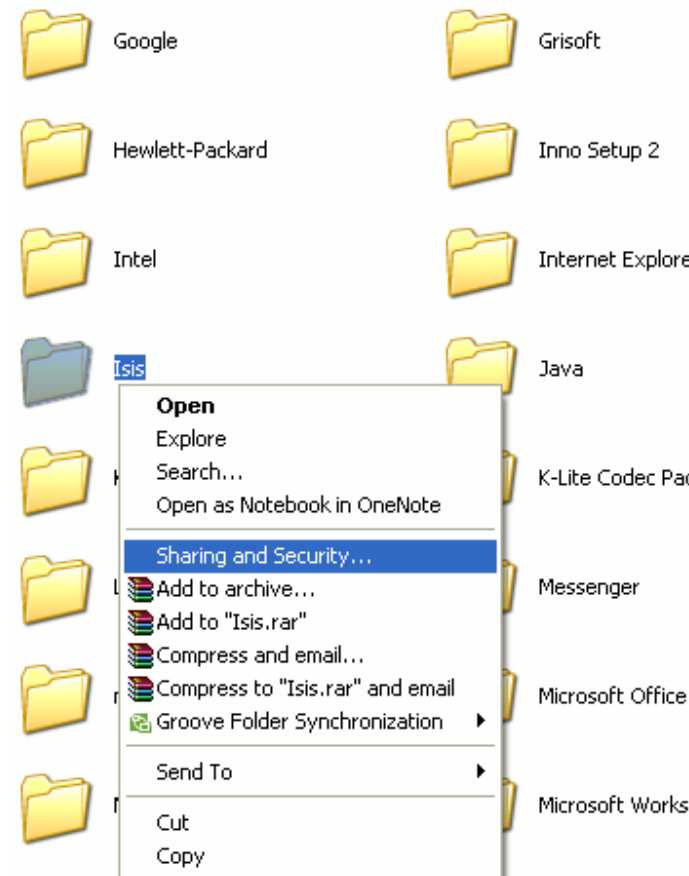 Google
Grisoft
Hewlett-Packard
Inno Setup 2
Intel
Internet Explore
Isis
Java
Open
Explore
Search...
Open as Notebook in OneNote
K-Lite Codec Pac
Sharing and Security...
Add to archive...
Messenger
Add to "Isis.rar"
Compress and email...
Compress to "Isis.rar" and email
Microsoft Office
Groove Folder Synchronization
Send To
Microsoft Works
Cut
Copy